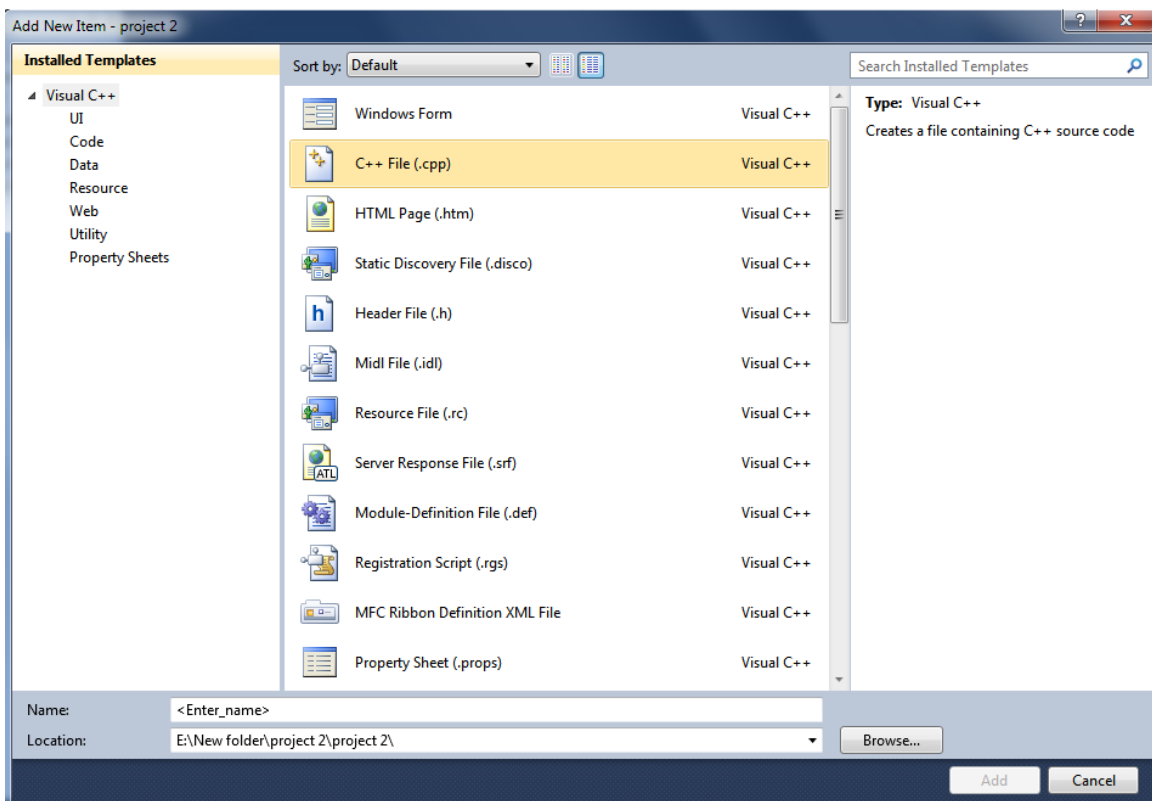 Add New Item - project 2
Installed Templates
Visual C++
UI
Code
Data
Resource
Web
Utility
Property Sheets
Sort by: Default
Windows Form Visual C++
C++ File (.cpp) Visual C++
HTML Page (.htm) Visual C++
Static Discovery File (.disco) Visual C++
h Header File (.h) Visual C++
Midl File (.idl) Visual C++
Resource File (.rc) Visual C++
ATL Server Response File (.srf) Visual C++
Module-Definition File (.def) Visual C++
Registration Script (.rgs) Visual C++
MFC Ribbon Definition XML File Visual C++
Property Sheet (.props) Visual C++
Search Installed Templates
Type: Visual C++
Creates a file containing C++ source code
Name: <Enter_name>
Location: E:\New folder\project 2\project 2\
Browse...
Add Cancel